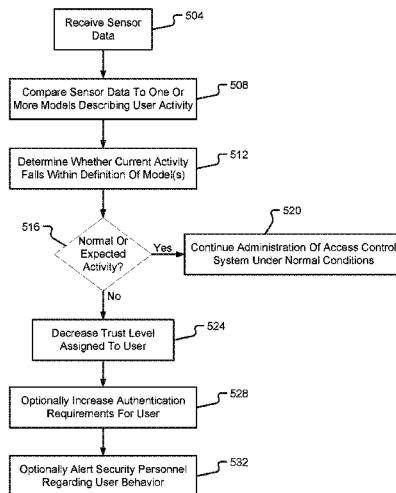 Receive Sensor
Data
504
Compare Sensor Data To One Or
More Models Describing User Activity
508
Determine Whether Current Activity
Falls Within Definition Of Model(s)
512
516
Normal Or
Expected
Activity?
Yes
520
Continue Administration Of Access Control
System Under Normal Conditions
No
Decrease Trust Level
Assigned To User
524
Optionally Increase Authentication
Requirements For User
528
Optionally Alert Security Personnel
Regarding User Behavior
532